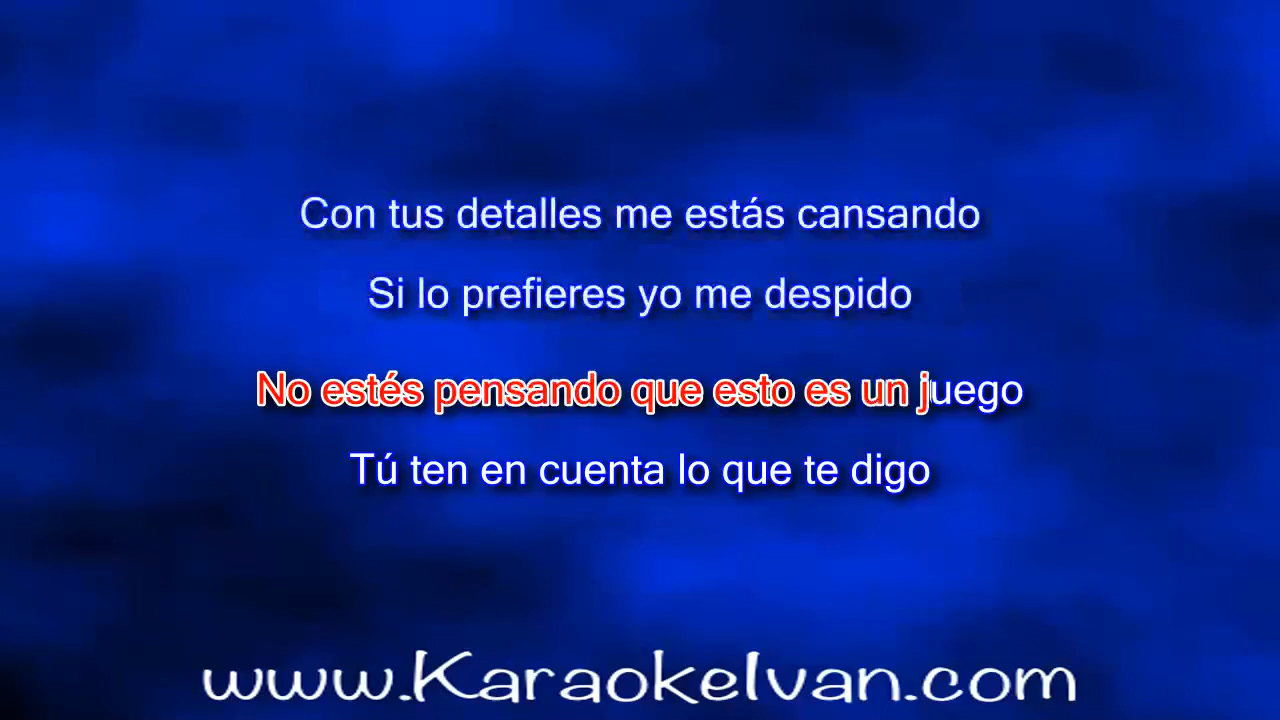 Con tus detalles me estás cansando
Si lo prefieres yo me despido
No estés pensando que esto es un juego
Tú ten en cuenta lo que te digo
www.KaraokeIvan.com